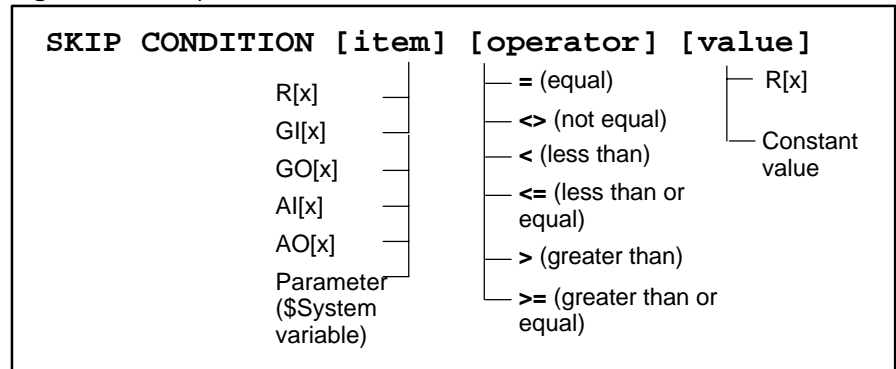 SKIP CONDITION [item] [operator] [value]
R[x]
GI[x]
GO[x]
AI[x]
AO[x]
Parameter
($System
variable)
= (equal)
<> (not equal)
< (less than)
<= (less than or
equal)
> (greater than)
>= (greater than or
equal)
R[x]
Constant
value